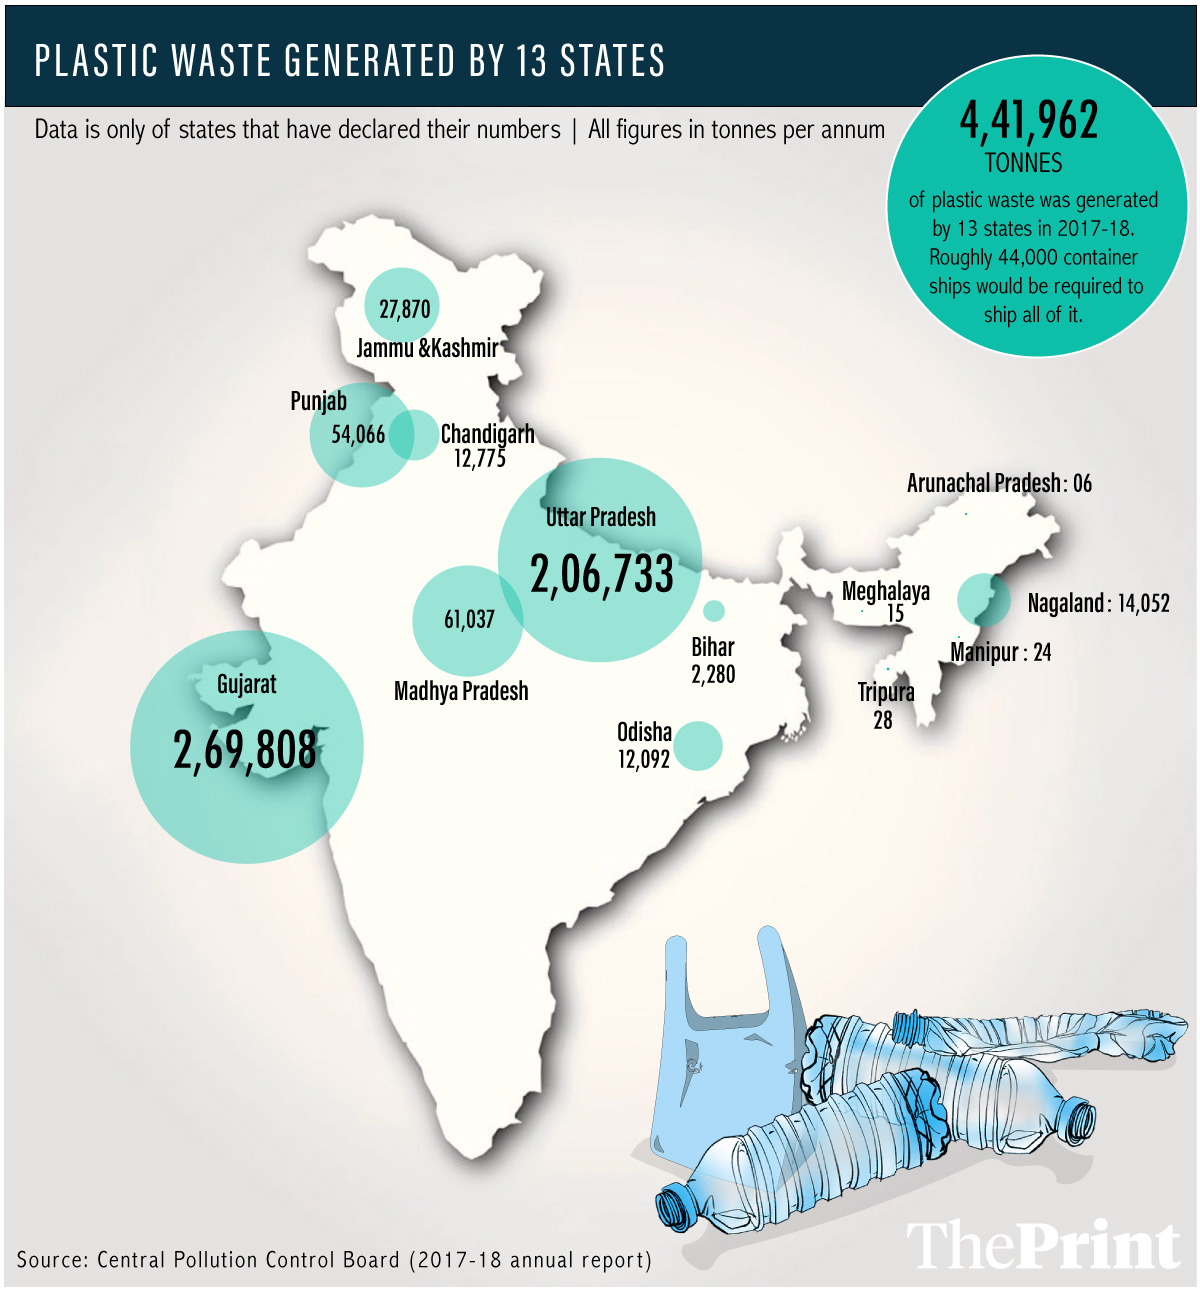 PLASTIC WASTE GENERATED BY 13 STATES
Data is only of states that have declared their numbers | All figures in tonnes per annum
4,41,962
TONNES
of plastic waste was generated
by 13 states in 2017-18.
Roughly 44,000 container
ships would be required to
ship all of it.
27,870
Jammu &Kashmir
Punjab
54,066
Chandigarh
12,775
Arunachal Pradesh: 06
Uttar Pradesh
2,06,733
Meghalaya
15
Nagaland: 14,052
61,037
Madhya Pradesh
Bihar
2,280
Manipur : 24
Gujarat
2,69,808
Tripura
28
Odisha
12,092
Source: Central Pollution Control Board (2017-18 annual report)
ThePrint